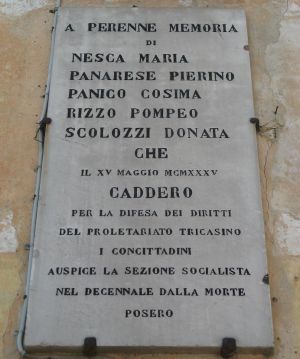 A PERENNE MEMORIA
DI
NESCA MARIA
PANARESE PIERINO
PANICO COSIMA
RIZZO POMPEO
SCOLOZZI DONATA
CHE
IL XV MAGGIO MCMXXXV
CADDERO
PER LA DIFESA DEI DIRITTI
DEL PROLETARIATO TRICASINO
I CONCITTADINI
AUSPICE LA SEZIONE SOCIALISTA
NEL DECENNALE DALLA MORTE
POSERO